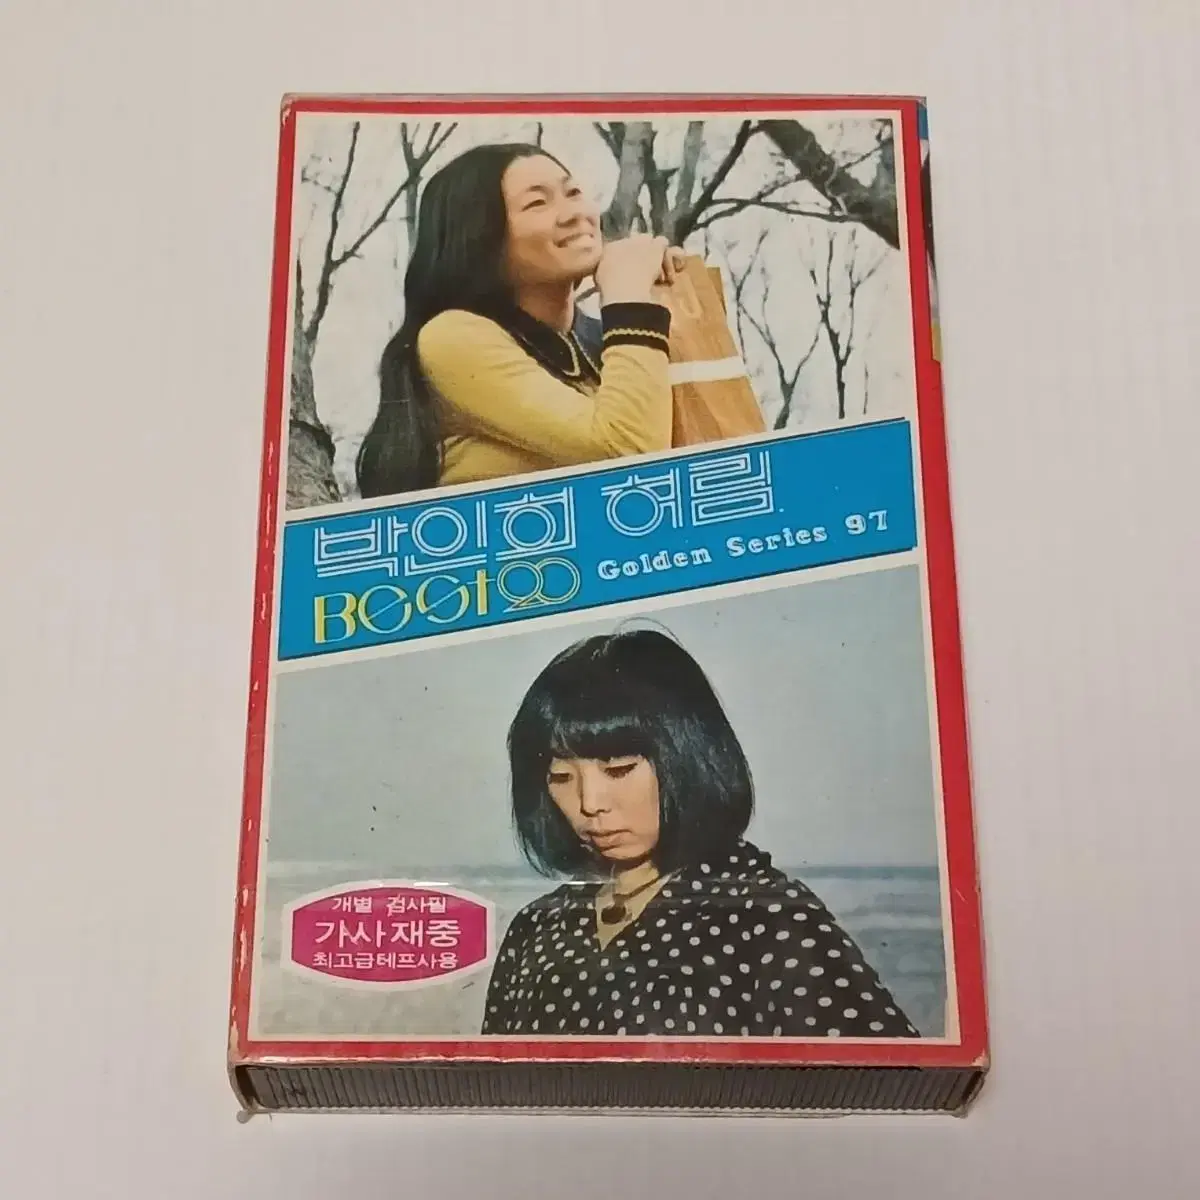 박인희 허림
Best 20 Golden Series 97
개별 검사필
가사재중
최고급테프사용